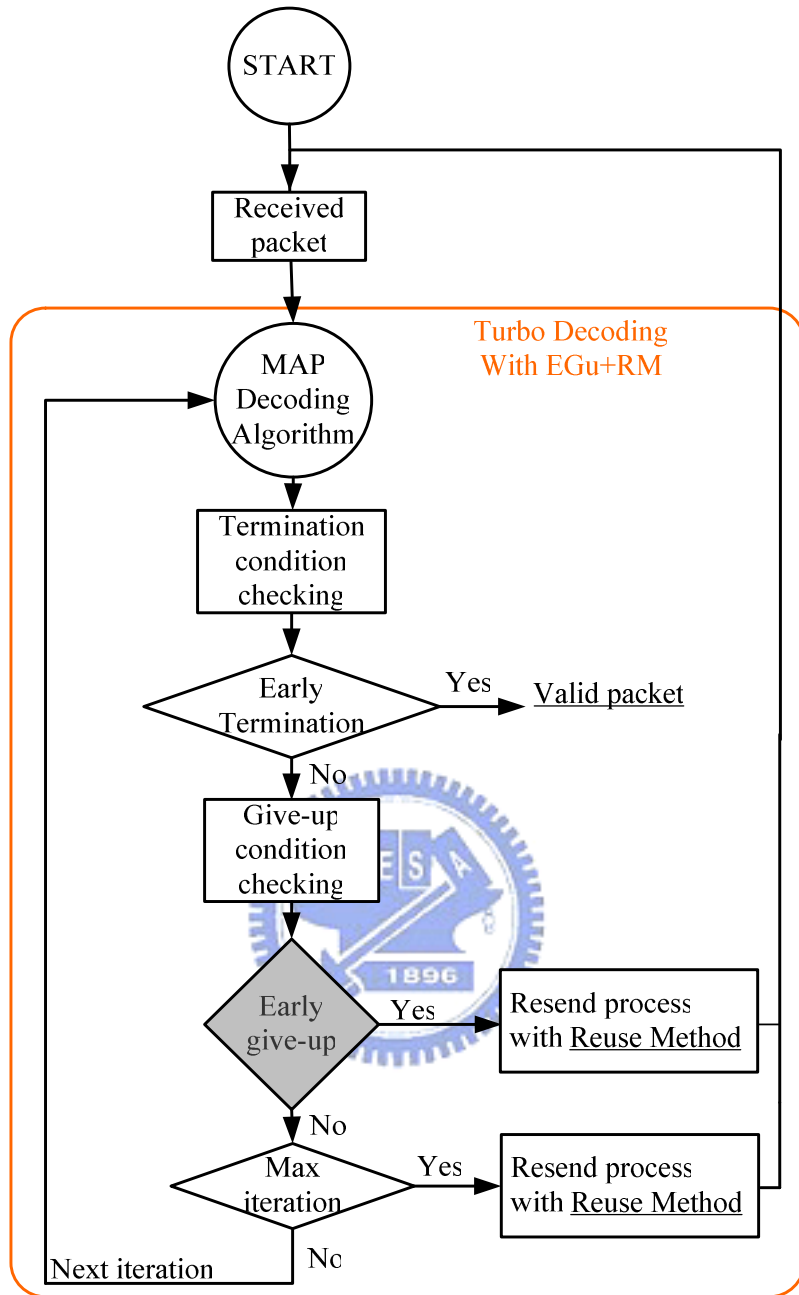 START
Received
packet
Turbo Decoding
With EGu+RM
MAP
Decoding
Algorithm
Termination
condition
checking
Early
Termination
Yes
Valid packet
No
Give-up
condition
checking
E S A
1896
Early
give-up
Yes
Resend process
with Reuse Method
No
Max
iteration
Yes
Resend process
with Reuse Method
No
Next iteration